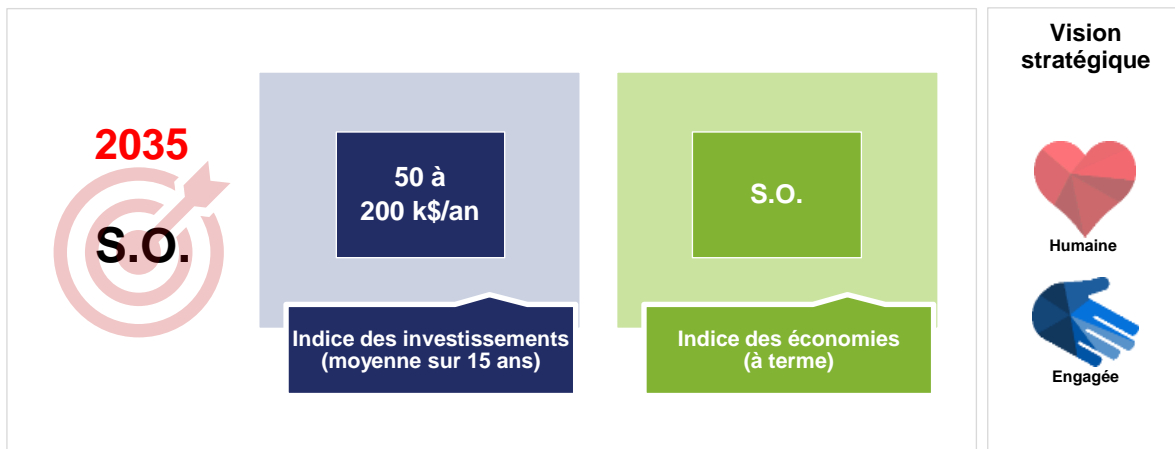 2035
S.O.
50 à
200 k$/an
Indice des investissements
(moyenne sur 15 ans)
S.O.
Indice des économies
(à terme)
Vision
stratégique
Humaine
Engagée